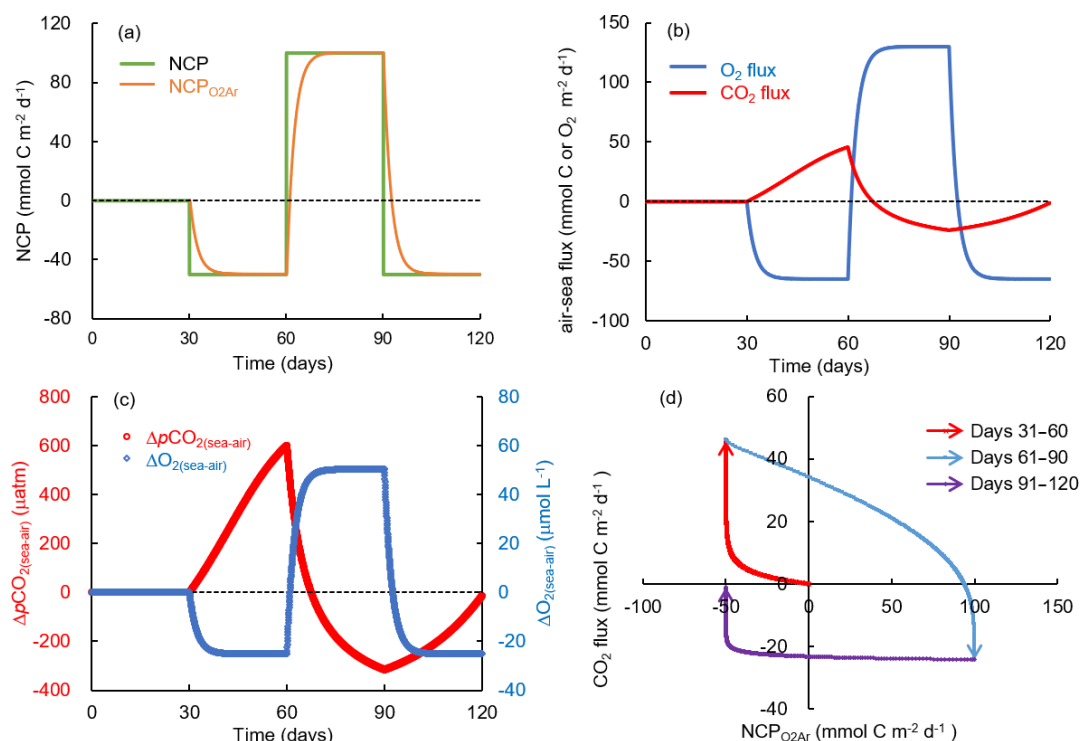 (a)
NCP
NCP_O2Ar
NCP (mmol C m⁻² d⁻¹)
120
80
40
0
-40
-80
0 30 60 90 120
Time (days)
(b)
O₂ flux
CO₂ flux
air-sea flux (mmol C or O₂ m⁻² d⁻¹)
150
100
50
0
-50
-100
0 30 60 90 120
Time (days)
(c)
ΔpCO₂(sea-air)
ΔO₂(sea-air)
ΔpCO₂(sea-air) (µatm)
800
600
400
200
0
-200
-400
80
60
40
20
0
-20
-40
ΔO₂(sea-air) (µmol L⁻¹)
0 30 60 90 120
Time (days)
(d)
Days 31–60
Days 61–90
Days 91–120
CO₂ flux (mmol C m⁻² d⁻¹)
60
40
20
0
-20
-40
-100 -50 0 50 100 150
NCP_O2Ar (mmol C m⁻² d⁻¹)